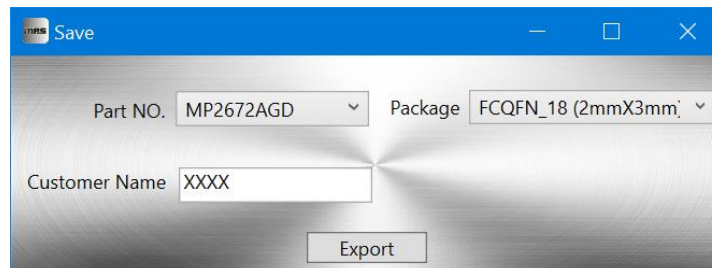 mps Save
Part NO. MP2672AGD Package FCQFN_18 (2mmX3mm)
Customer Name XXXX
Export